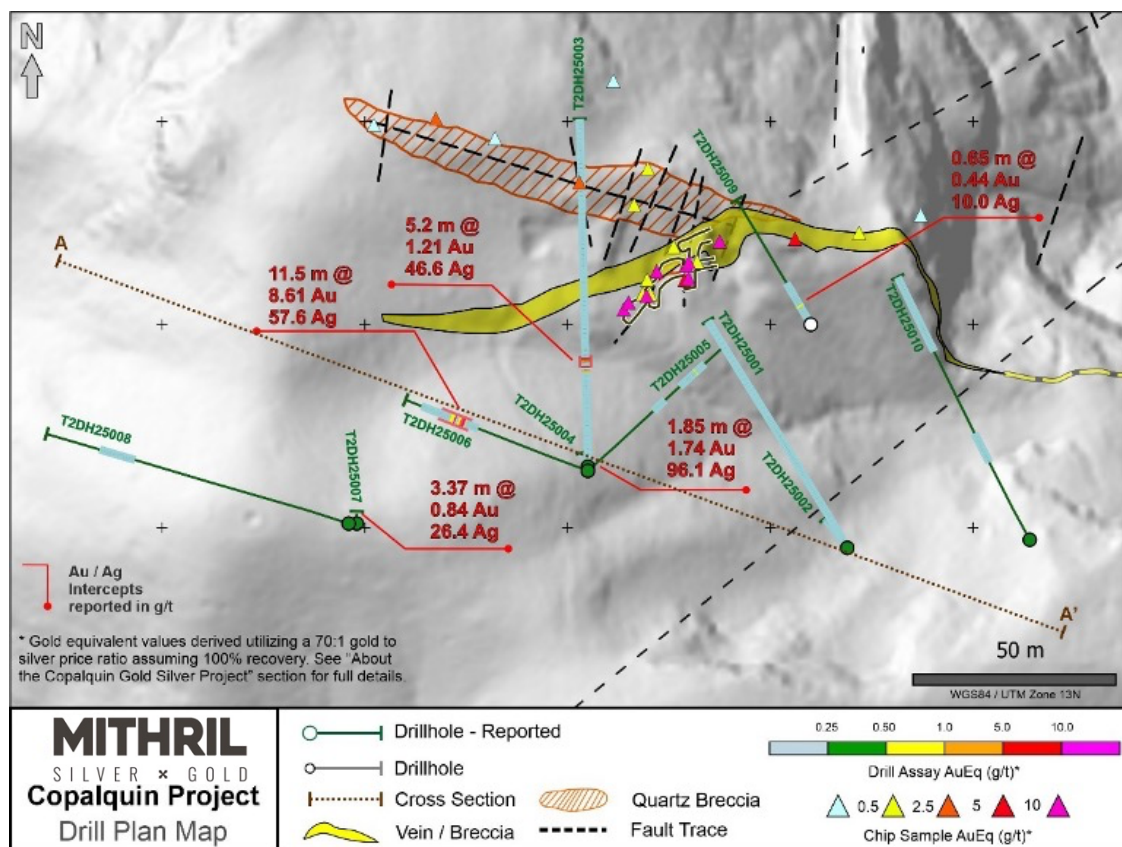 N
T2DH25003
T2DH25009
0.65 m @
0.44 Au
10.0 Ag
A
5.2 m @
1.21 Au
46.6 Ag
11.5 m @
8.61 Au
57.6 Ag
T2DH25010
T2DH25001
T2DH25005
T2DH25004
T2DH25006
T2DH25008
T2DH25007
1.85 m @
1.74 Au
96.1 Ag
T2DH25002
3.37 m @
0.84 Au
26.4 Ag
Au / Ag
Intercepts
reported in g/t
A'
* Gold equivalent values derived utilizing a 70:1 gold to
silver price ratio assuming 100% recovery. See "About
the Copalquin Gold Silver Project" section for full details.
50 m
WGS84 / UTM Zone 13N
MITHRIL
SILVER × GOLD
Copalquin Project
Drill Plan Map
Drillhole - Reported
Drillhole
Cross Section
Vein / Breccia
Quartz Breccia
Fault Trace
0.25 0.50 1.0 5.0 10.0
Drill Assay AuEq (g/t)*
0.5 2.5 5 10
Chip Sample AuEq (g/t)*